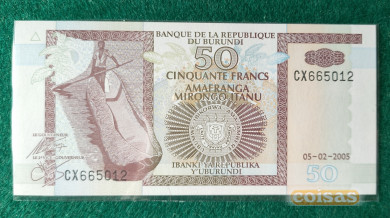 BANQUE DE LA REPUBLIQUE
DU BURUNDI
50
CINQUANTE FRANCS
AMAFRANGA
MIRONGO ITANU
CX665012
CX665012
IBANKI YA REPUBLIKA
Y'UBURUNDI
05-02-2005
50
coisas